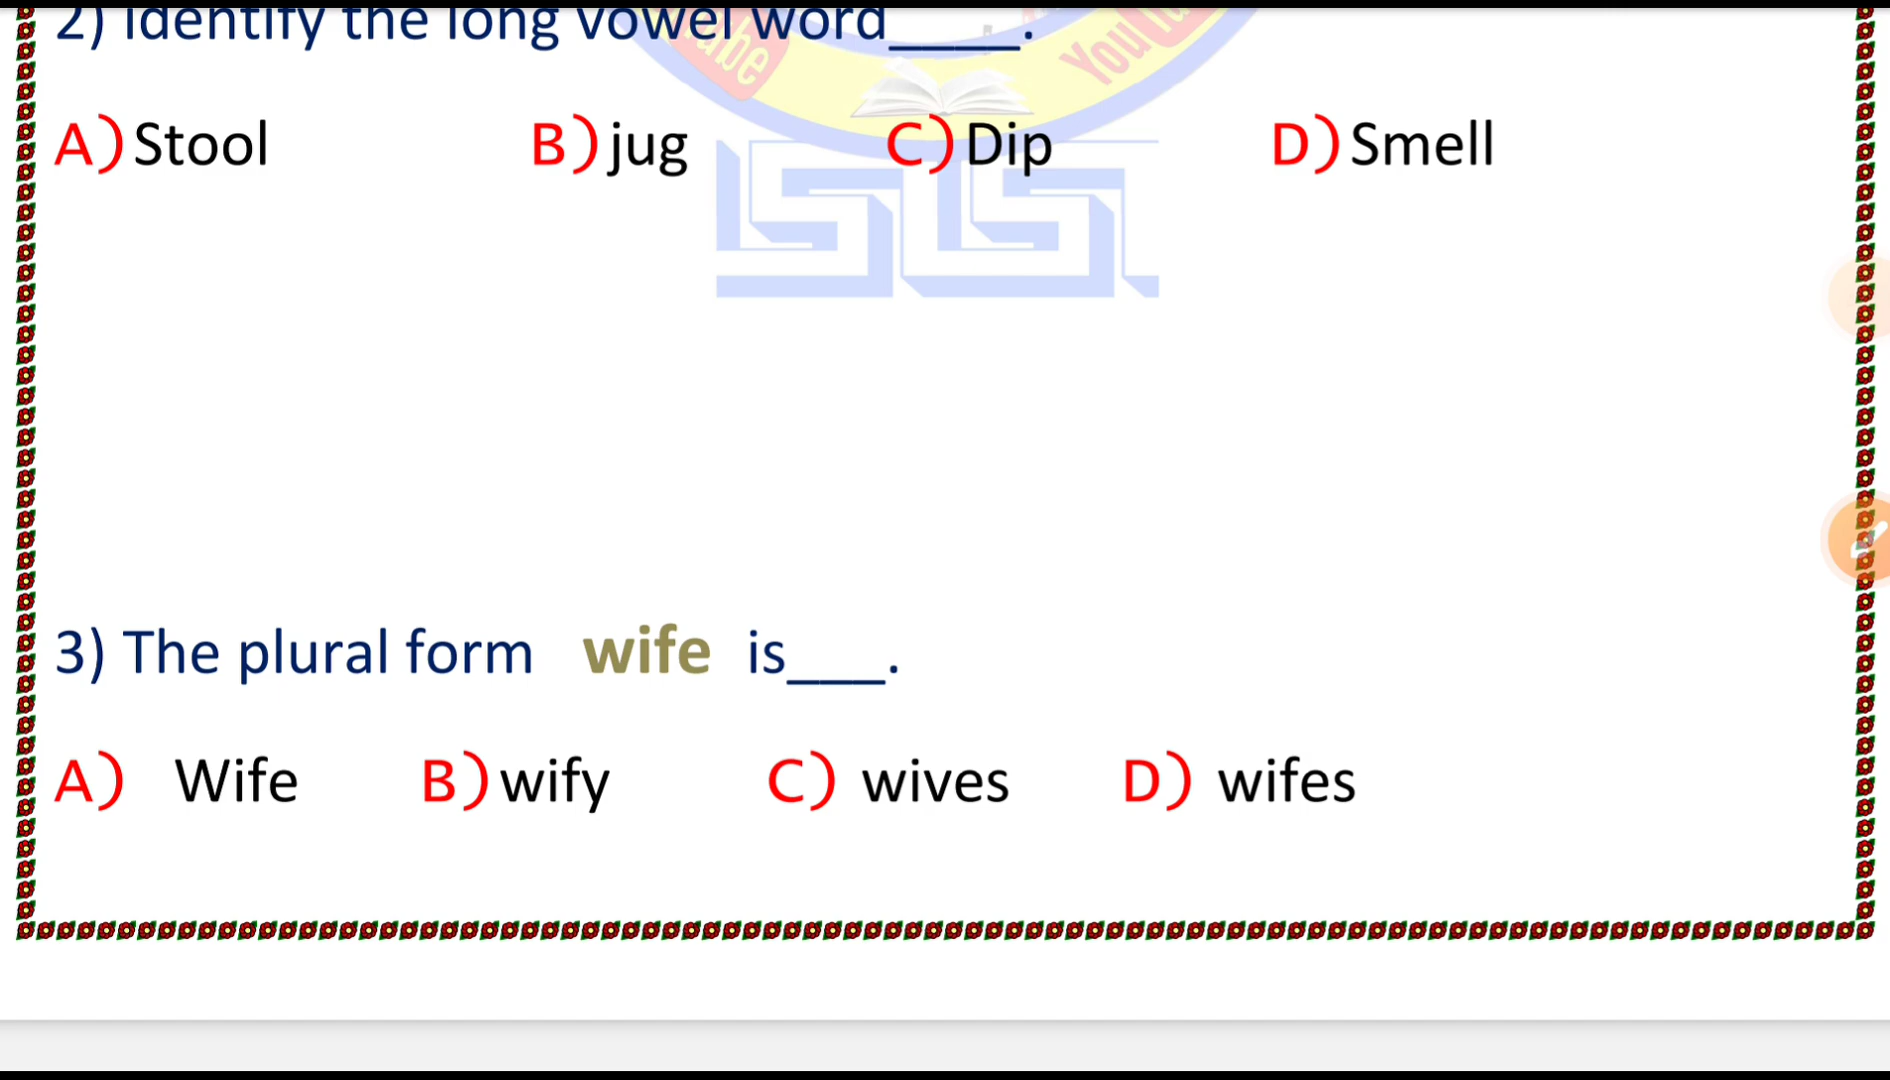 2) Identify the long vowel word____.
A) Stool B) jug C) Dip D) Smell
3) The plural form wife is___.
A) Wife B) wify C) wives D) wifes